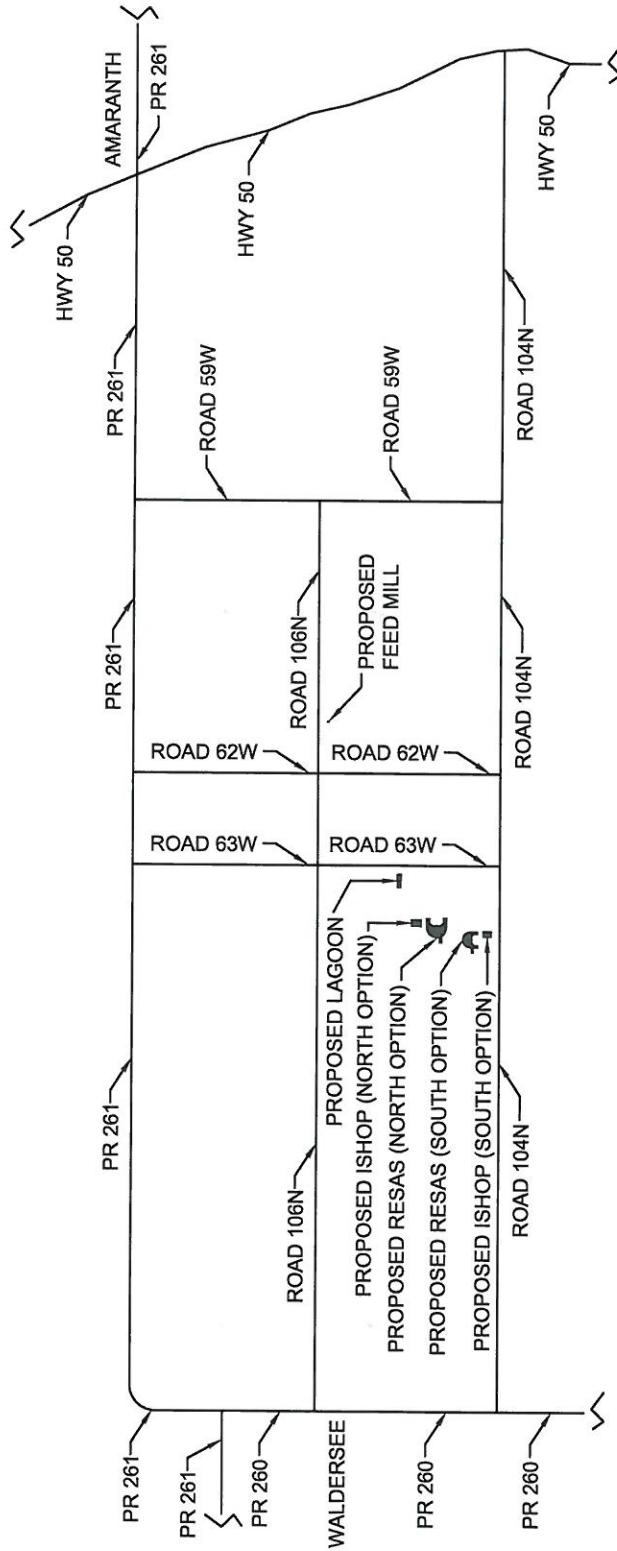 AMARANTH
PR 261
HWY 50
HWY 50
HWY 50
PR 261
ROAD 59W
ROAD 59W
ROAD 104N
PR 261
ROAD 106N
PROPOSED
FEED MILL
ROAD 104N
ROAD 62W
ROAD 62W
ROAD 63W
ROAD 63W
PR 261
ROAD 106N
PROPOSED LAGOON
PROPOSED ISHOP (NORTH OPTION)
PROPOSED RESAS (NORTH OPTION)
PROPOSED RESAS (SOUTH OPTION)
PROPOSED ISHOP (SOUTH OPTION)
ROAD 104N
PR 261
PR 261
PR 260
WALDERSEE
PR 260
PR 260